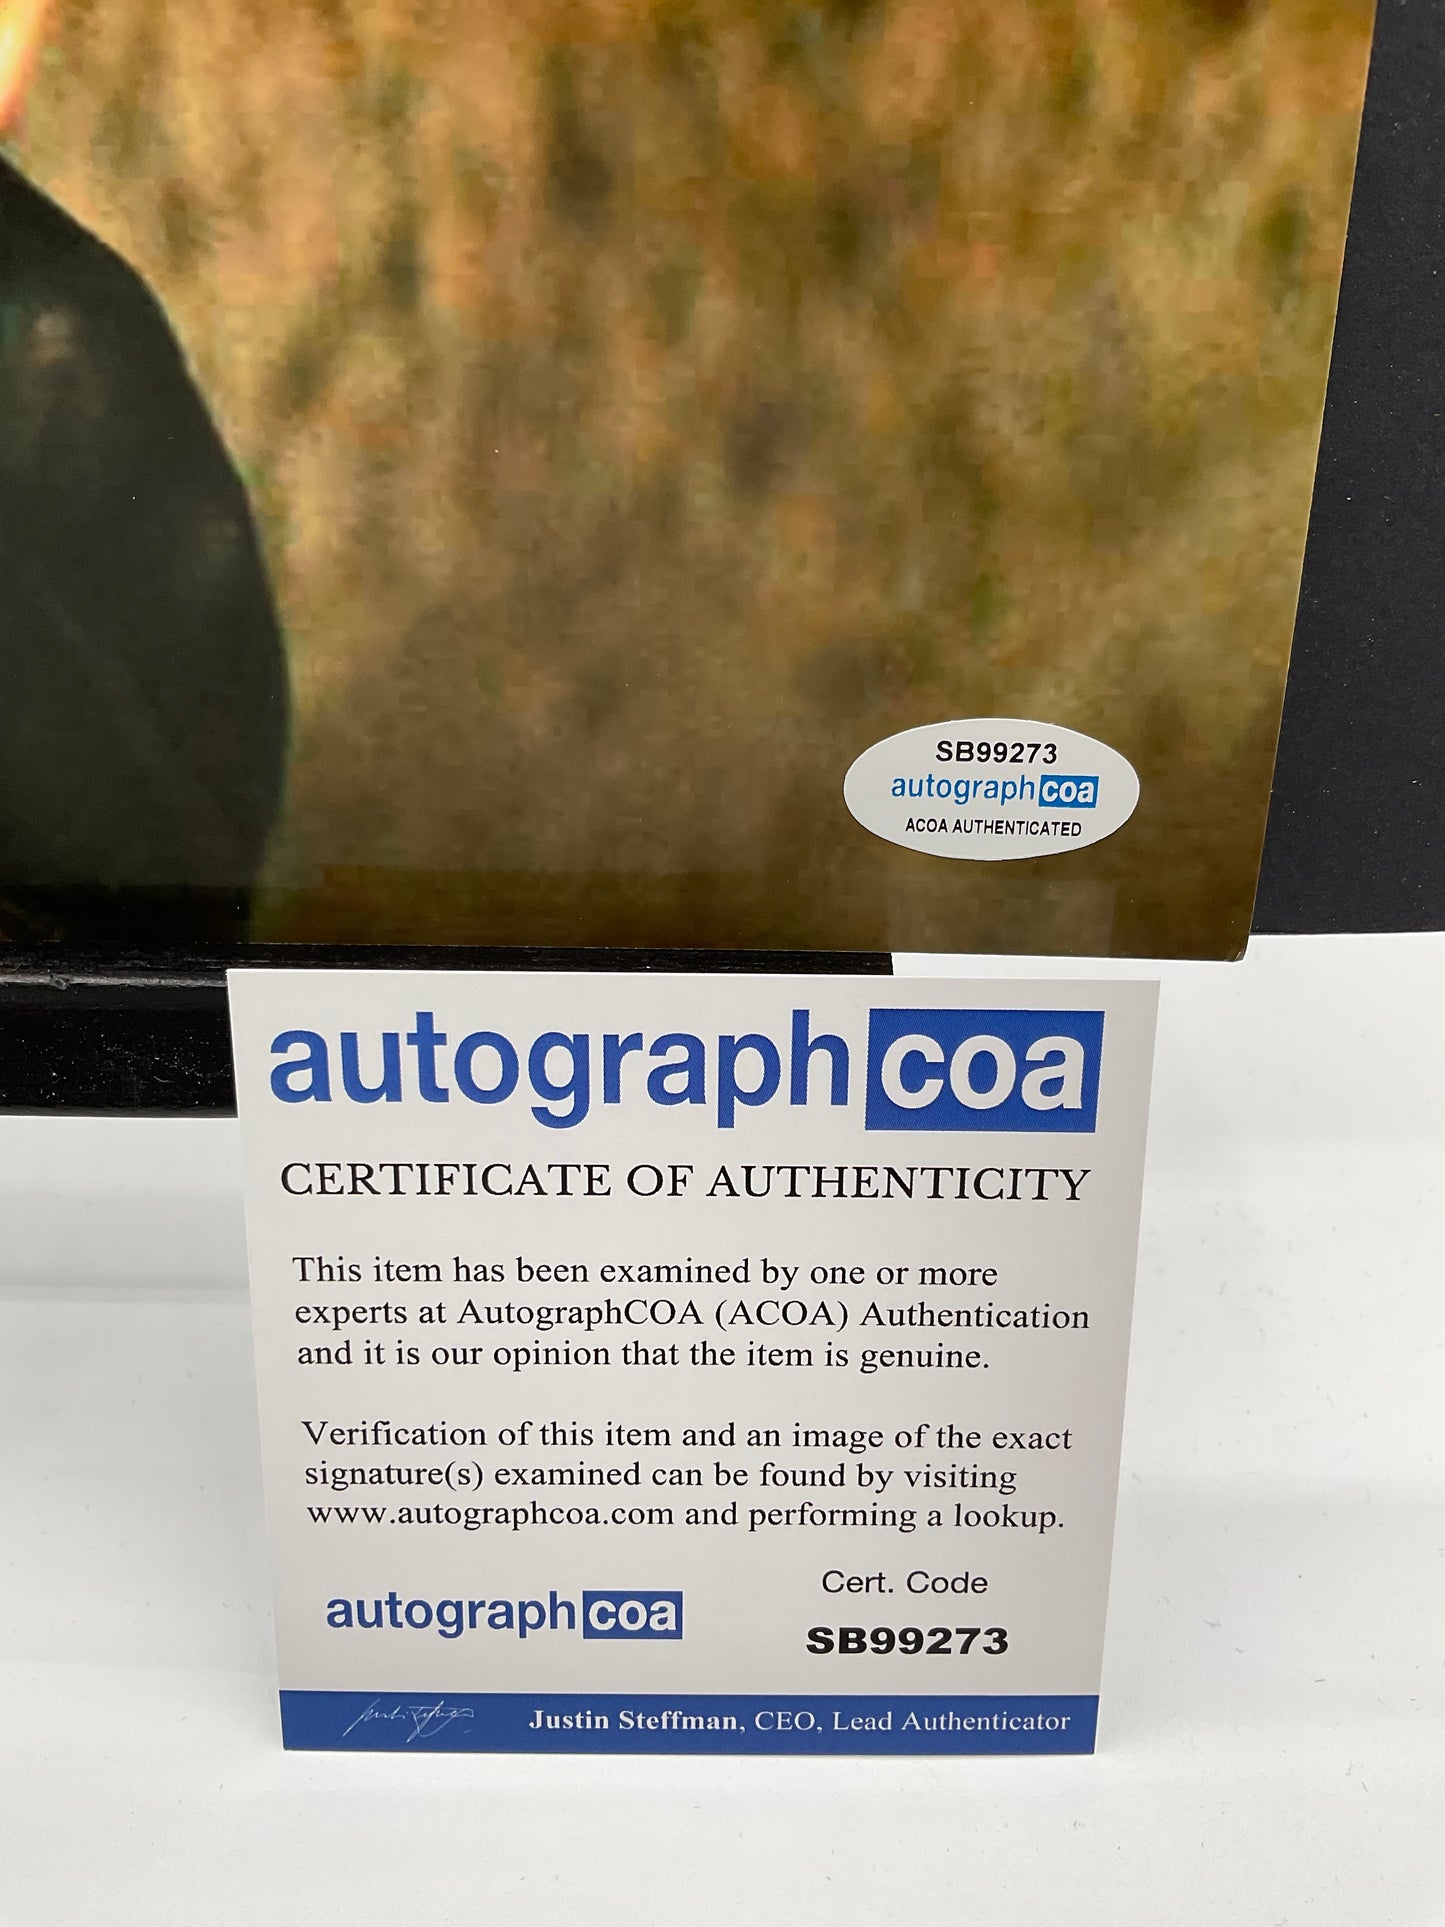 SB99273
autographcoa
ACOA AUTHENTICATED
autographcoa
CERTIFICATE OF AUTHENTICITY
This item has been examined by one or more
experts at AutographCOA (ACOA) Authentication
and it is our opinion that the item is genuine.
Verification of this item and an image of the exact
signature(s) examined can be found by visiting
www.autographcoa.com and performing a lookup.
Cert. Code
autographcoa
SB99273
Justin Steffman, CEO, Lead Authenticator